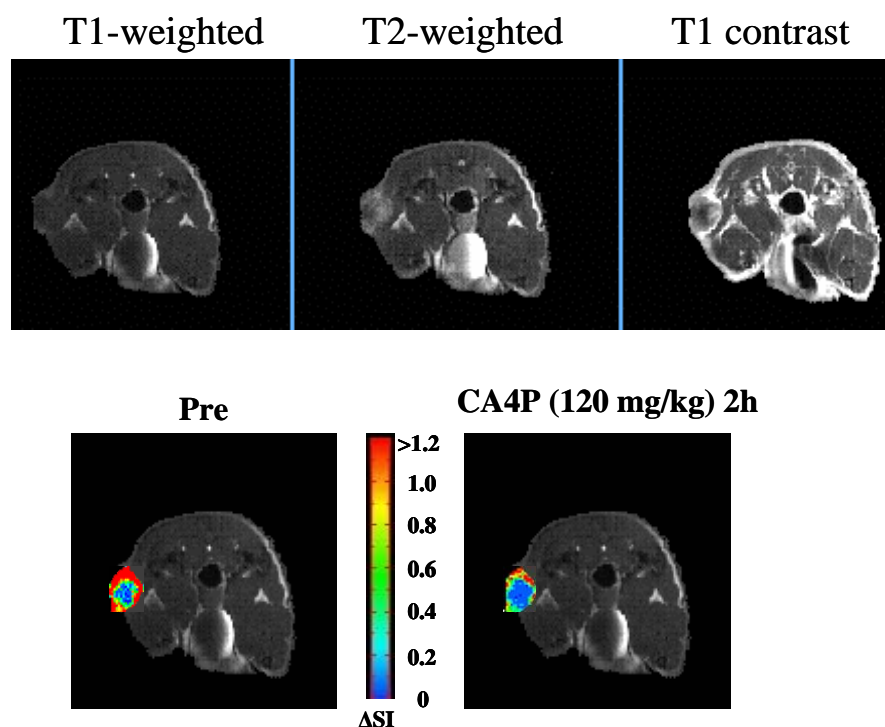 T1-weighted T2-weighted T1 contrast
Pre
CA4P (120 mg/kg) 2h
>1.2
1.0
0.8
0.6
0.4
0.2
0
ΔSI